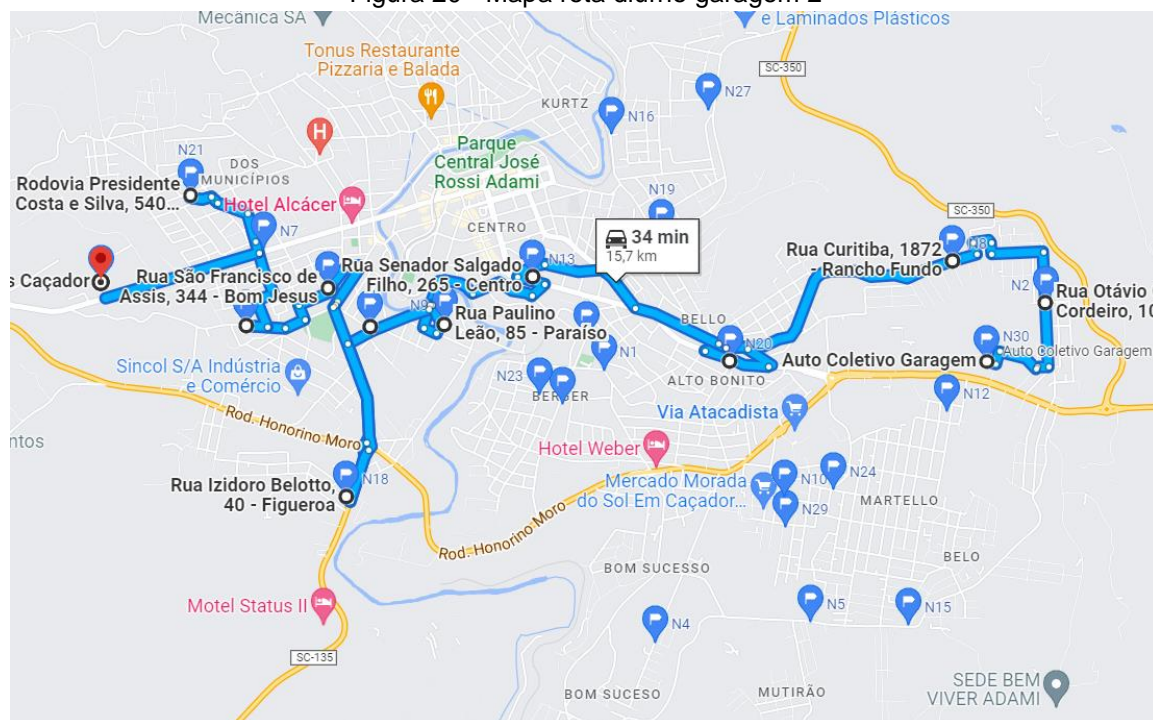 Figura 20 - Mapa rota diurno garagem 2
Mecânica SA
e Laminados Plásticos
Tonus Restaurante
Pizzaria e Balada
SC-350
KURTZ
N27
N16
Parque
Central José
Rossi Adami
N21
DOS
MUNICÍPIOS
Rodovia Presidente
Costa e Silva, 540...
Hotel Alcácer
N19
SC-350
CENTRO
34 min
15,7 km
N7
Rua Curitiba, 1872
- Rancho Fundo
N13
s Caçador
Rua São Francisco de
Assis, 344 - Bom Jesus
Rua Senador Salgado
Filho, 265 - Centro
N2
Rua Otávio
Cordeiro, 10
N9
Rua Paulino
Leão, 85 - Paraíso
BELLO
N20
N30
Auto Coletivo Garagem
Auto Coletivo Garagem
Sincol S/A Indústria
e Comércio
N1
ALTO BONITO
N23
BERGER
N12
Via Atacadista
Rod. Honorino Moro
ntos
Hotel Weber
N18
Rua Izidoro Belotto,
40 - Figueroa
Mercado Morada
do Sol Em Caçador...
N10
N24
N29
MARTELLO
Rod. Honorino Moro
BELO
BOM SUCESSO
Motel Status II
N5
N15
N4
SC-135
SEDE BEM
VIVER ADAMI
BOM SUCESO
MUTIRÃO